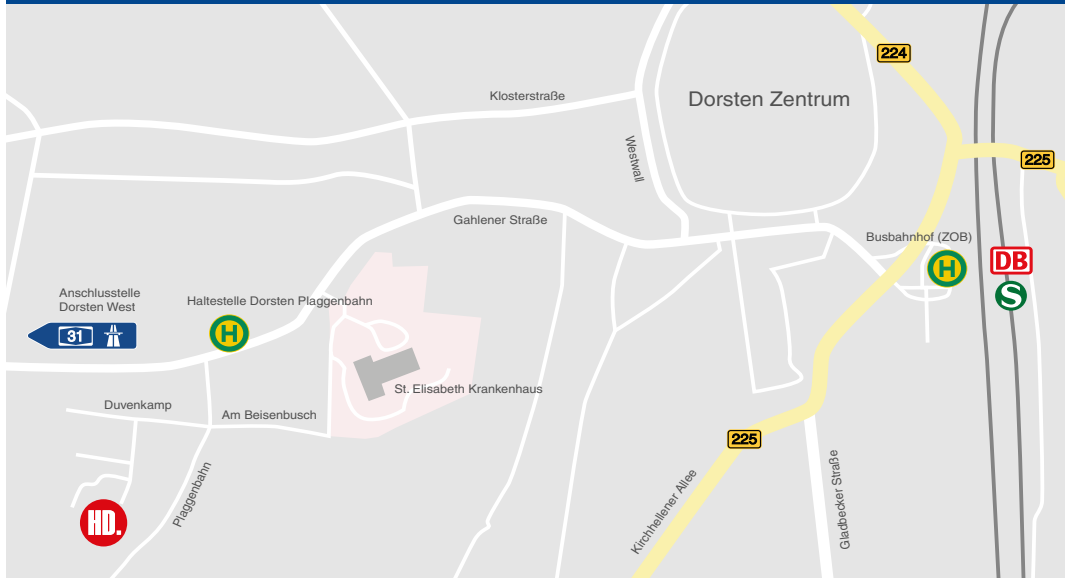 224
Klosterstraße
Dorsten Zentrum
Westwall
225
Gahlener Straße
Busbahnhof (ZOB)
H
DB
S
Anschlusstelle
Dorsten West
31
Haltestelle Dorsten Plaggenbahn
H
St. Elisabeth Krankenhaus
Duvenkamp
Am Beisenbusch
225
Plaggenbahn
Kirchhellener Allee
Gladbecker Straße
HD.